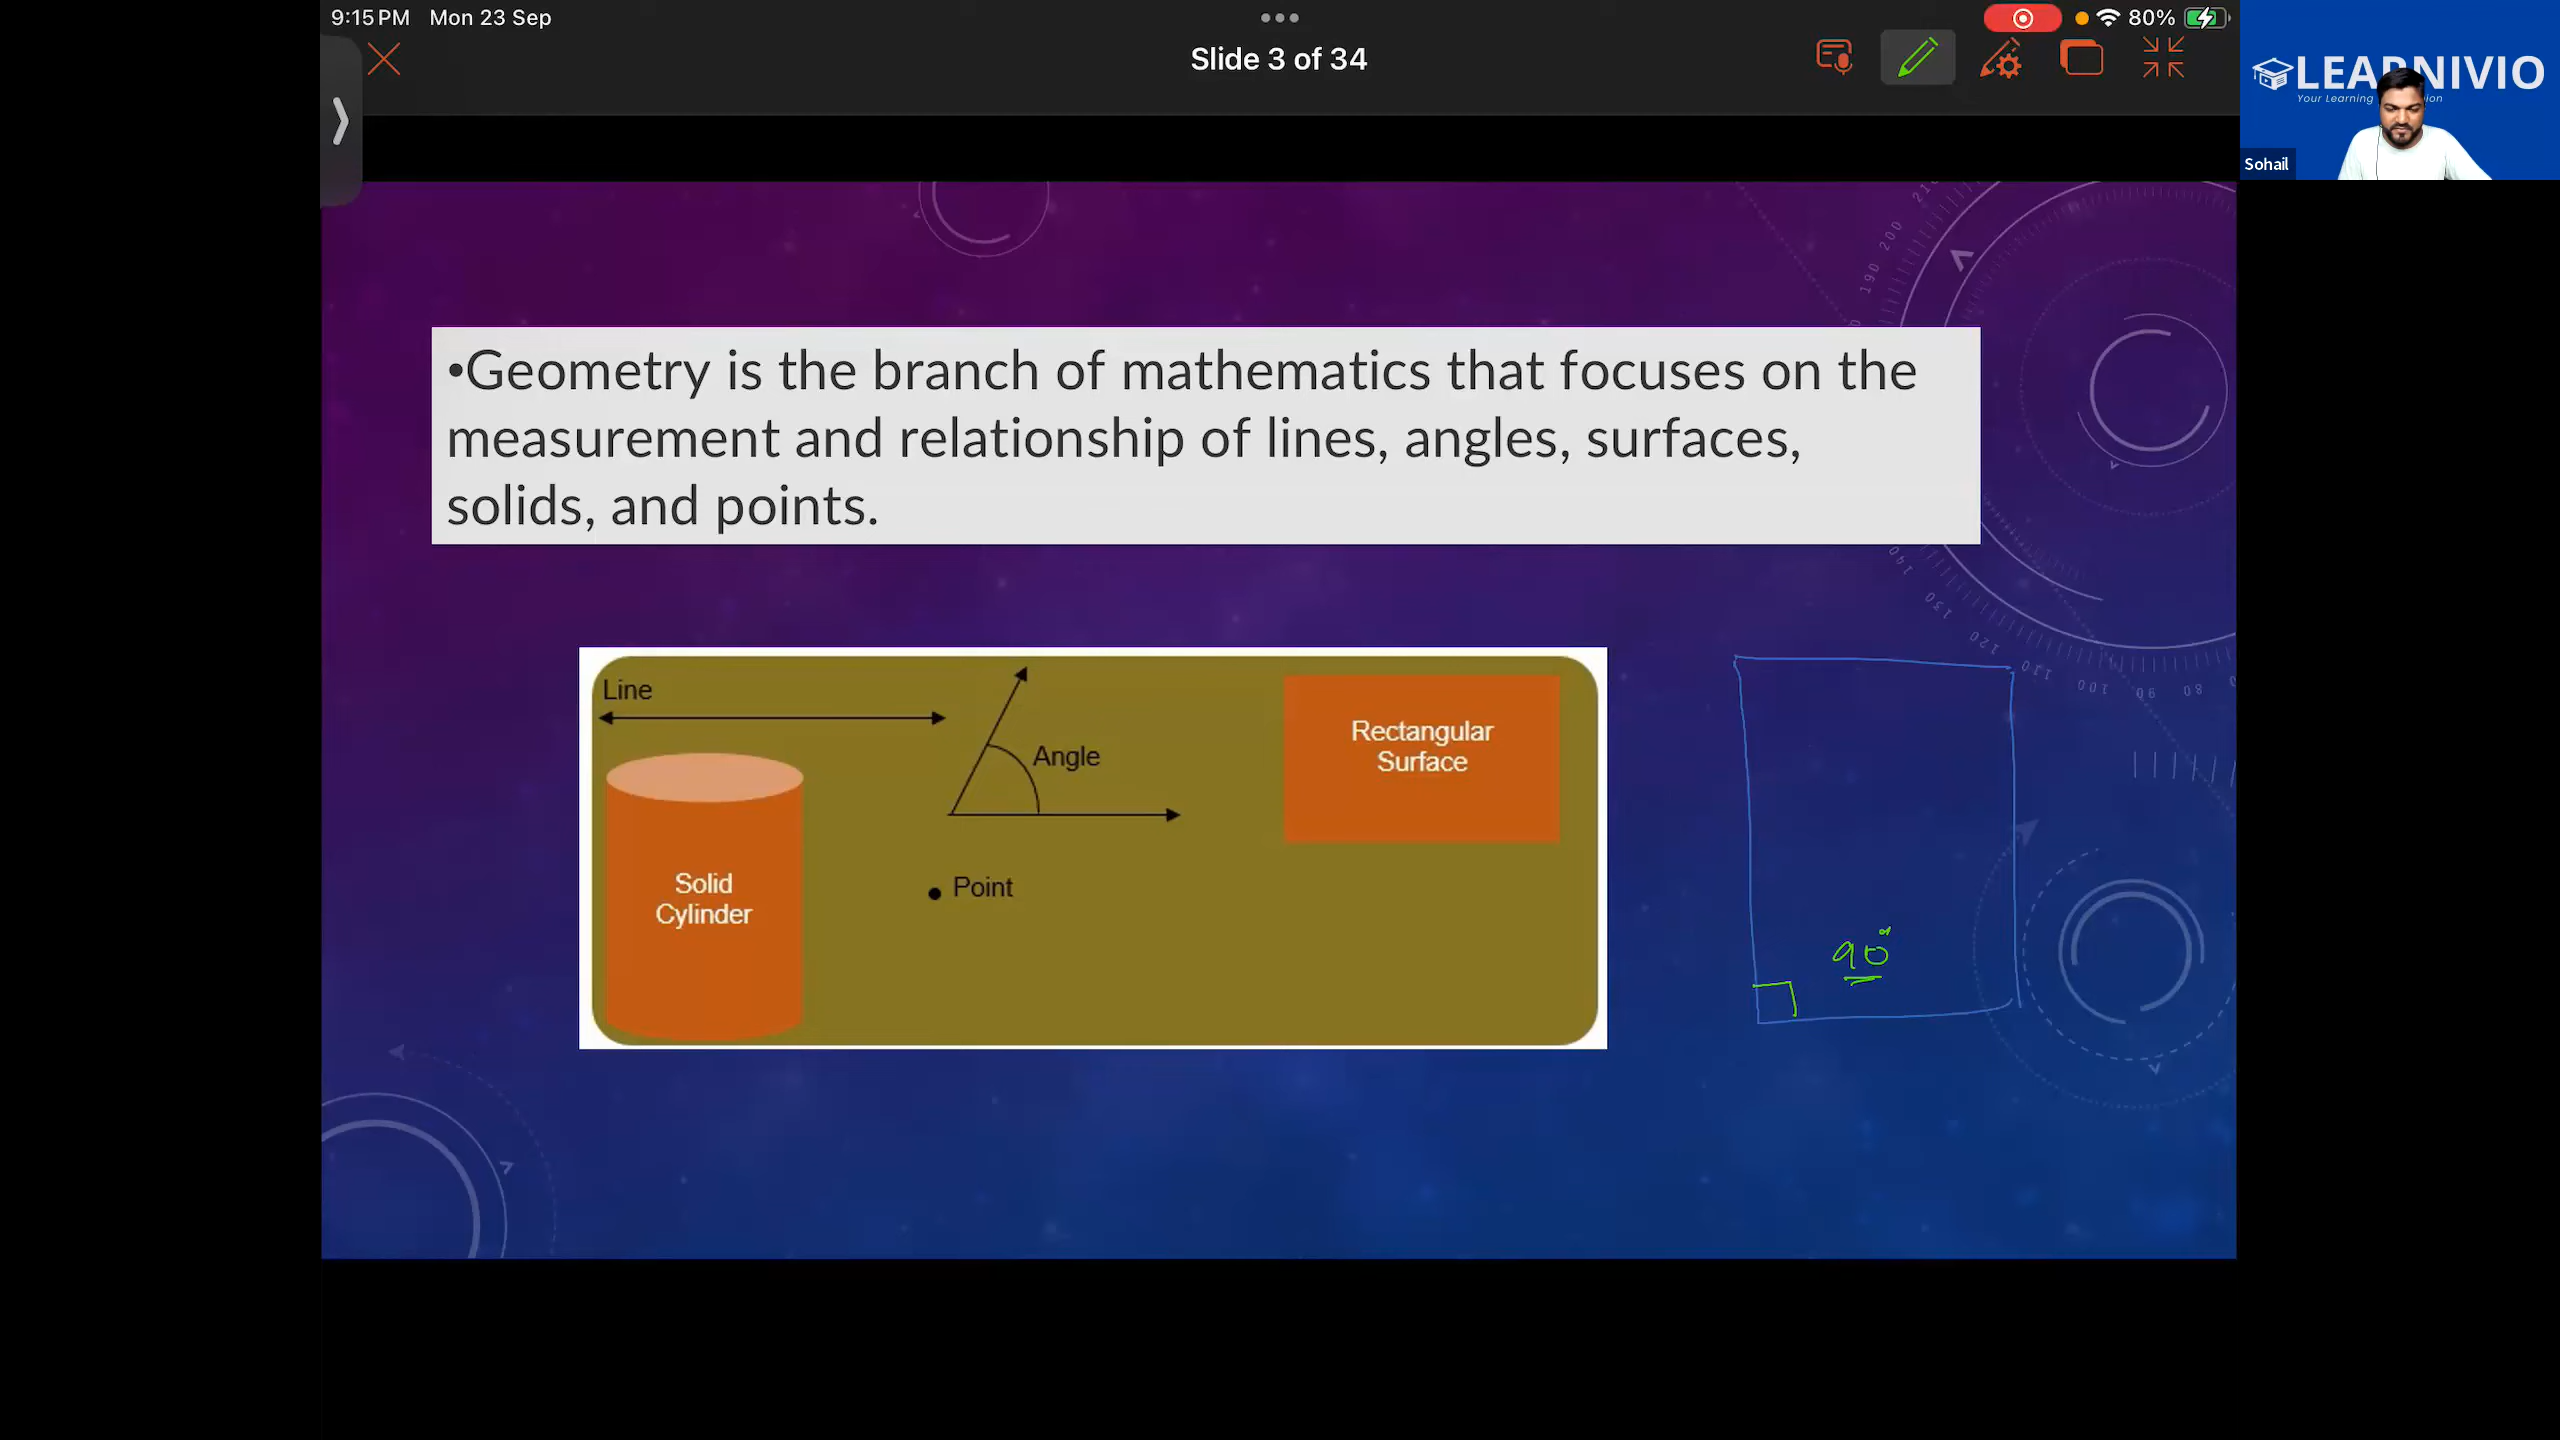 9:15 PM Mon 23 Sep
80%
Slide 3 of 34
LEARNIVIO
Your Learning
Sohail
•Geometry is the branch of mathematics that focuses on the
measurement and relationship of lines, angles, surfaces,
solids, and points.
Line
Angle
Rectangular
Surface
Solid
Cylinder
Point
90°